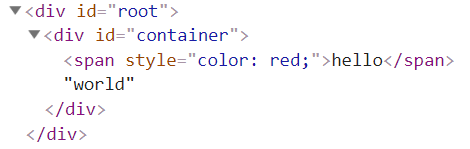 ▼<div id="root">
▼<div id="container">
<span style="color: red;">hello</span>
"world"
</div>
</div>